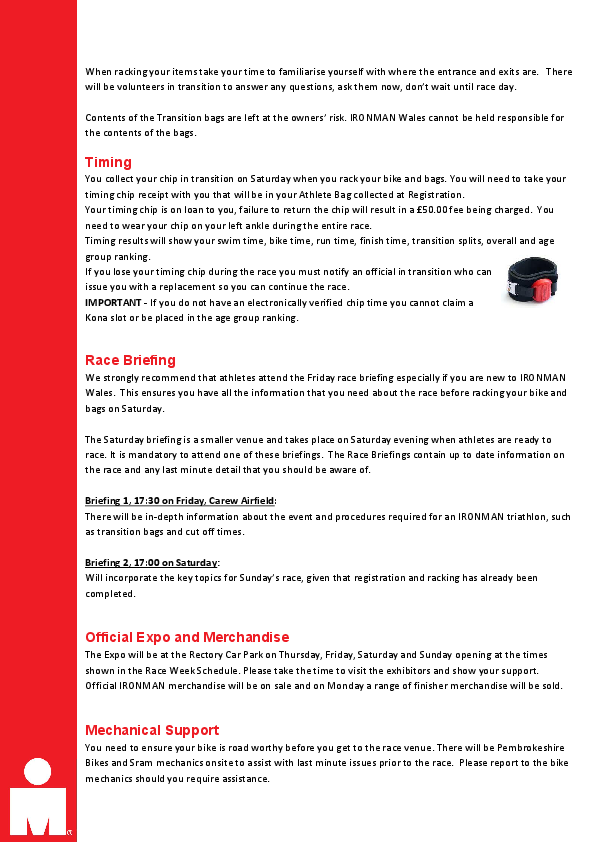 When racking your items take your time to familiarise yourself with where the entrance and exits are. There
will be volunteers in transition to answer any questions, ask them now, don't wait until race day.
Contents of the Transition bags are left at the owners' risk. IRONMAN Wales cannot be held responsible for
the contents of the bags.
Timing
You collect your chip in transition on Saturday when you rack your bike and bags. You will need to take your
timing chip receipt with you that will be in your Athlete Bag collected at Registration.
Your timing chip is on loan to you, failure to return the chip will result in a £50.00 fee being charged. You
need to wear your chip on your left ankle during the entire race.
Timing results will show your swim time, bike time, run time, finish time, transition splits, overall and age
group ranking.
If you lose your timing chip during the race you must notify an official in transition who can
issue you with a replacement so you can continue the race.
IMPORTANT - If you do not have an electronically verified chip time you cannot claim a
Kona slot or be placed in the age group ranking.
Race Briefing
We strongly recommend that athletes attend the Friday race briefing especially if you are new to IRONMAN
Wales. This ensures you have all the information that you need about the race before racking your bike and
bags on Saturday.
The Saturday briefing is a smaller venue and takes place on Saturday evening when athletes are ready to
race. It is mandatory to attend one of these briefings. The Race Briefings contain up to date information on
the race and any last minute detail that you should be aware of.
Briefing 1, 17:30 on Friday, Carew Airfield:
There will be in-depth information about the event and procedures required for an IRONMAN triathlon, such
as transition bags and cut off times.
Briefing 2, 17:00 on Saturday:
Will incorporate the key topics for Sunday's race, given that registration and racking has already been
completed.
Official Expo and Merchandise
The Expo will be at the Rectory Car Park on Thursday, Friday, Saturday and Sunday opening at the times
shown in the Race Week Schedule. Please take the time to visit the exhibitors and show your support.
Official IRONMAN merchandise will be on sale and on Monday a range of finisher merchandise will be sold.
Mechanical Support
You need to ensure your bike is road worthy before you get to the race venue. There will be Pembrokeshire
Bikes and Sram mechanics onsite to assist with last minute issues prior to the race. Please report to the bike
mechanics should you require assistance.